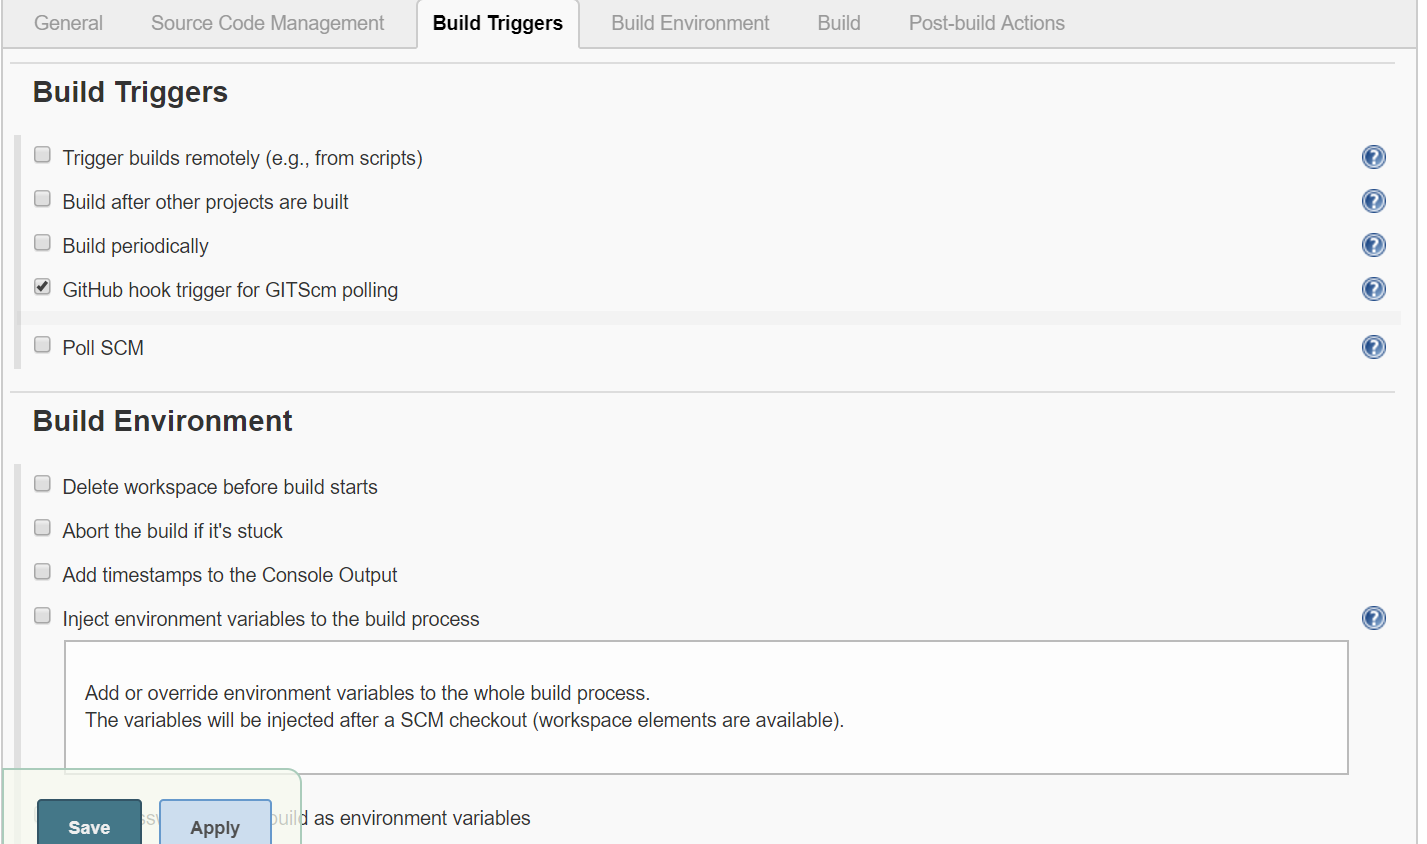 General Source Code Management Build Triggers Build Environment Build Post-build Actions
Build Triggers
Trigger builds remotely (e.g., from scripts)
Build after other projects are built
Build periodically
GitHub hook trigger for GITScm polling
Poll SCM
Build Environment
Delete workspace before build starts
Abort the build if it's stuck
Add timestamps to the Console Output
Inject environment variables to the build process
Add or override environment variables to the whole build process.
The variables will be injected after a SCM checkout (workspace elements are available).
as environment variables
Save Apply